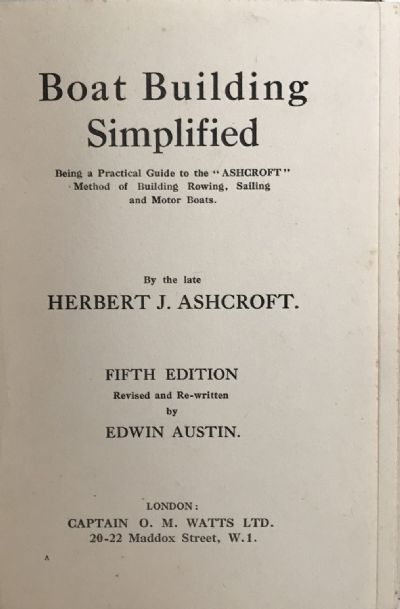 Boat Building
Simplified
Being a Practical Guide to the "ASHCROFT"
Method of Building Rowing, Sailing
and Motor Boats.
By the late
HERBERT J. ASHCROFT.
FIFTH EDITION
Revised and Re-written
by
EDWIN AUSTIN.
LONDON:
CAPTAIN O. M. WATTS LTD.
20-22 Maddox Street, W.1.
A